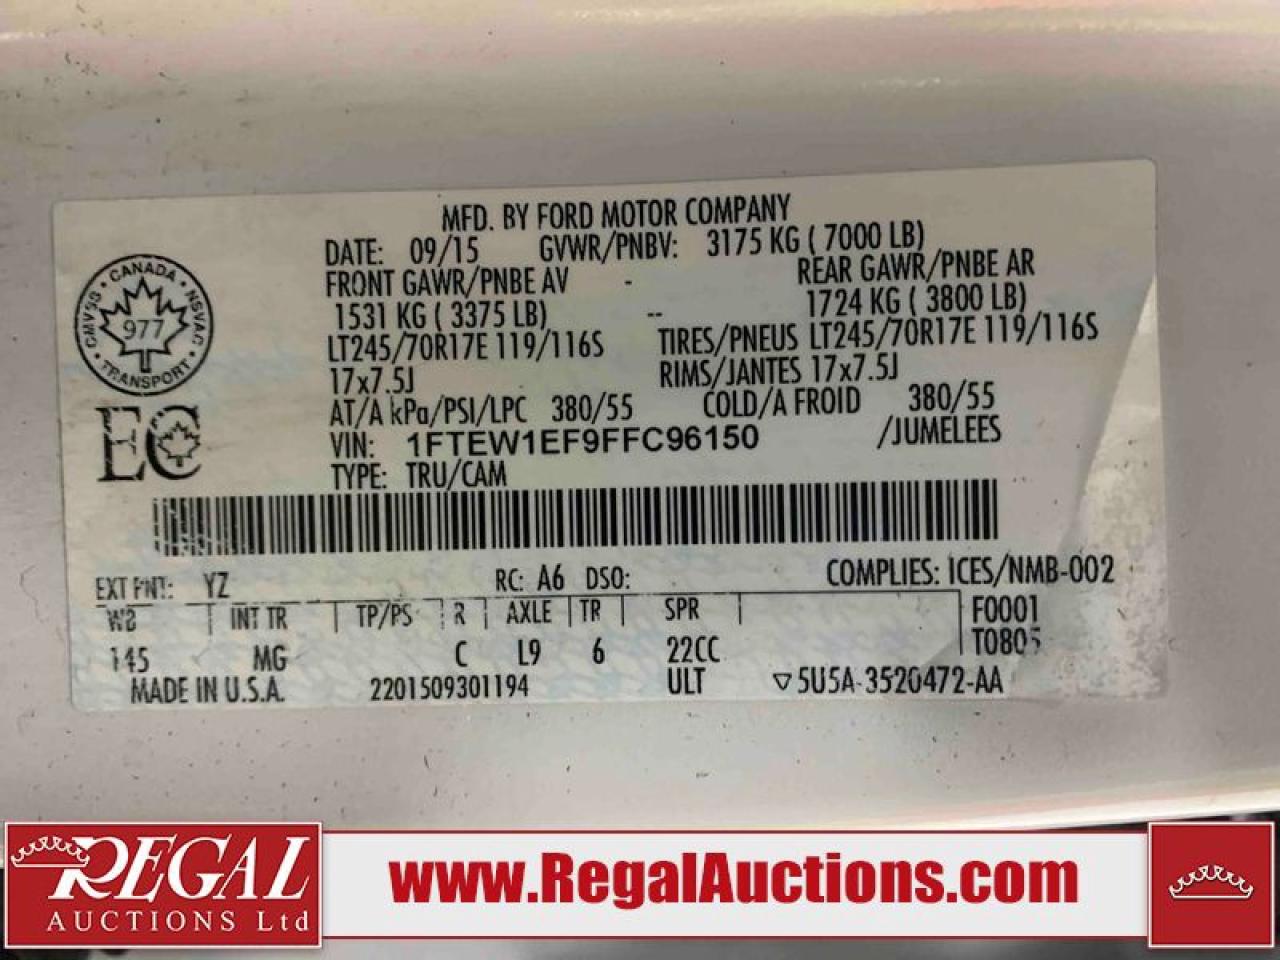 MFD. BY FORD MOTOR COMPANY
DATE: 09/15 GVWR/PNBV: 3175 KG ( 7000 LB)
FRONT GAWR/PNBE AV - REAR GAWR/PNBE AR
1531 KG ( 3375 LB) -- 1724 KG ( 3800 LB)
LT245/70R17E 119/116S TIRES/PNEUS LT245/70R17E 119/116S
17x7.5J RIMS/JANTES 17x7.5J
AT/A kPa/PSI/LPC 380/55 COLD/A FROID 380/55
VIN: 1FTEW1EF9FFC96150 /JUMELEES
TYPE: TRU/CAM
CANADA
CMVSS NSVAC
977
TRANSPORT
EC
EXT PNT: YZ RC: A6 DSO: COMPLIES: ICES/NMB-002
WB INT TR TP/PS R AXLE TR SPR F0001
145 MG C L9 6 22CC T0805
MADE IN U.S.A. 2201509301194 ULT ▽5U5A-3520472-AA
REGAL
AUCTIONS Ltd
www.RegalAuctions.com